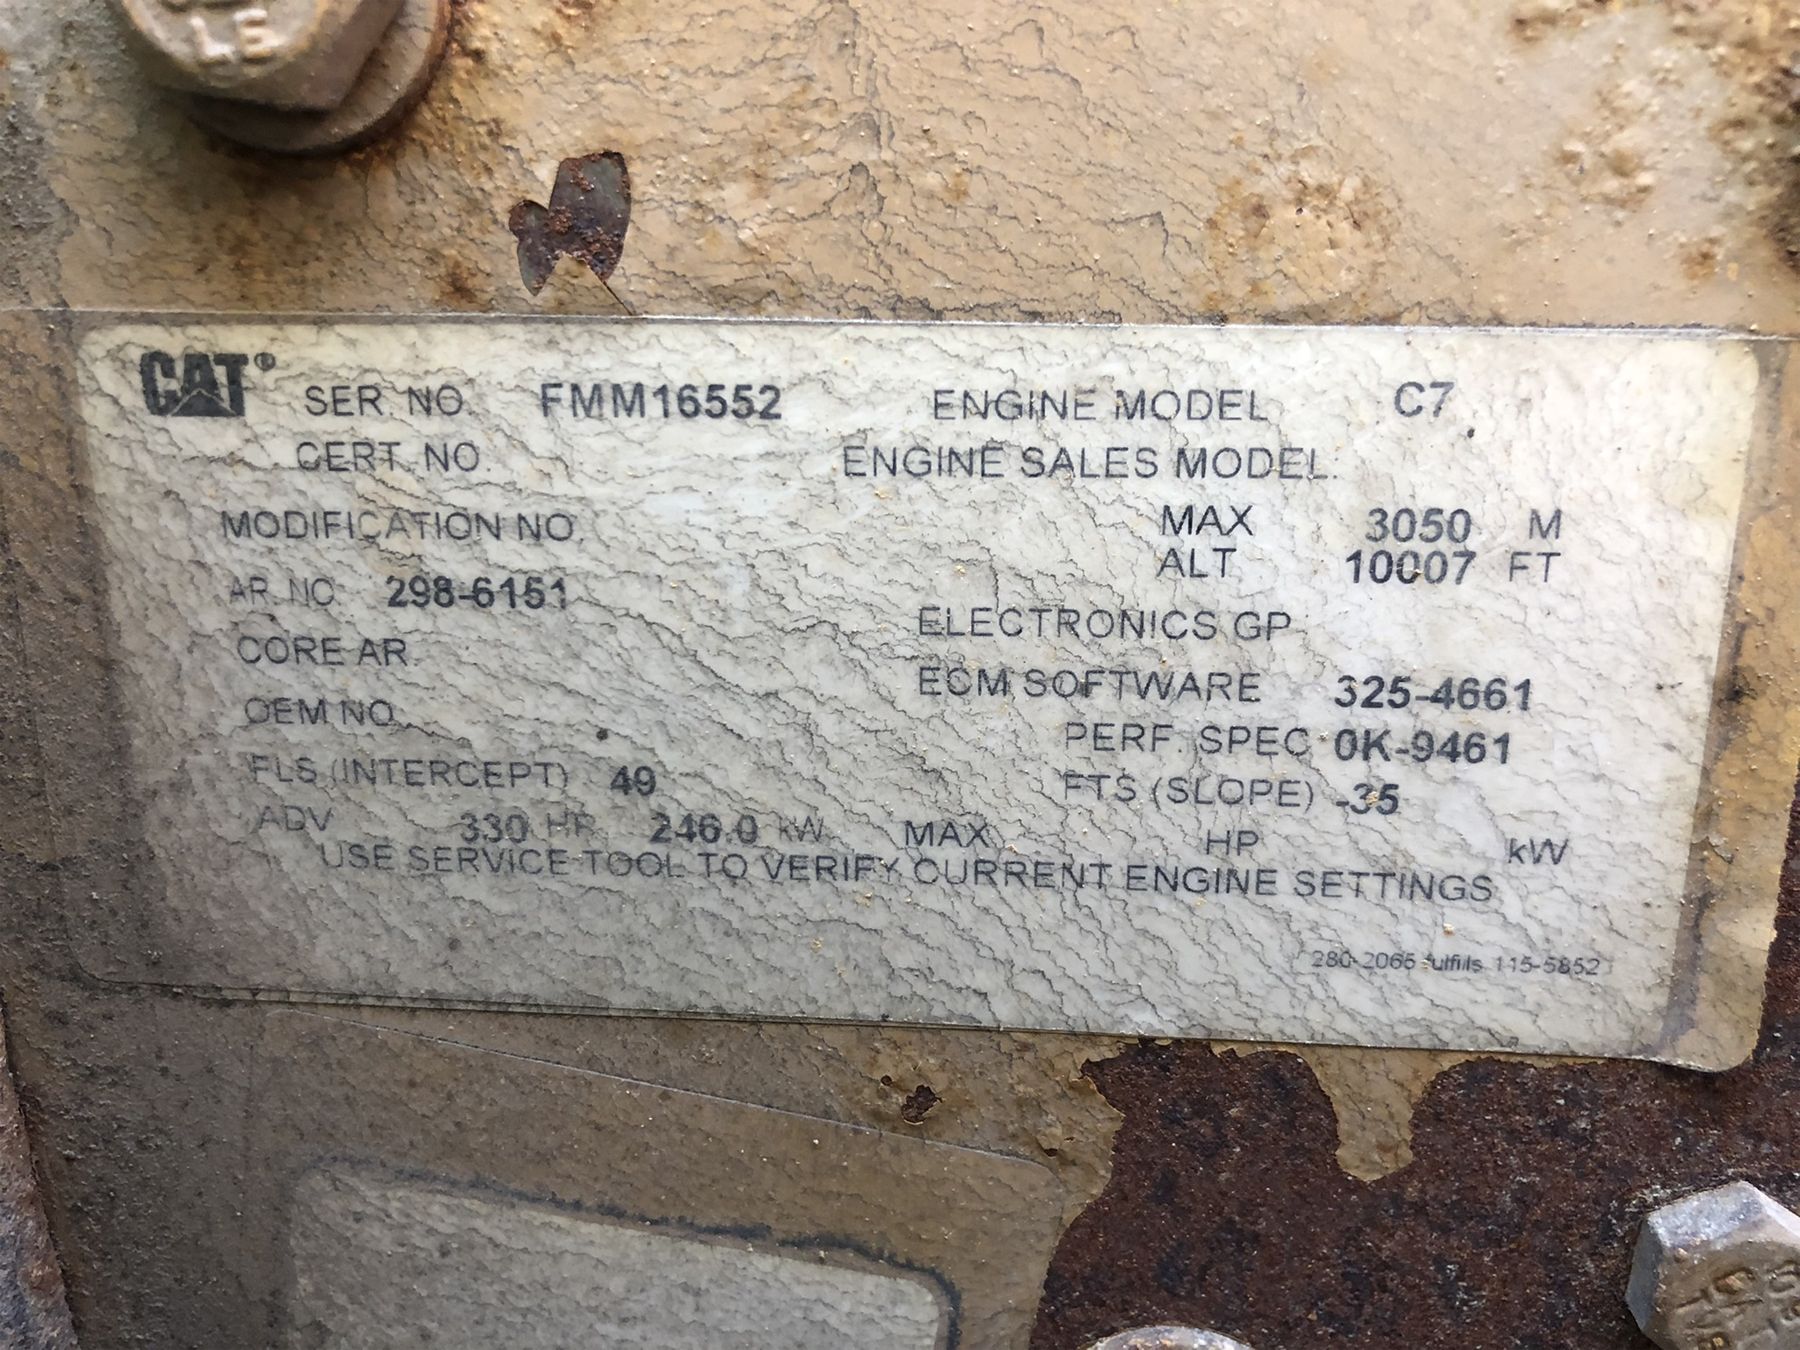 CAT® SER. NO. FMM16552 ENGINE MODEL C7
CERT. NO. ENGINE SALES MODEL.
MODIFICATION NO. MAX 3050 M
ALT 10007 FT
AR. NO. 298-6151
ELECTRONICS GP
CORE AR.
ECM SOFTWARE 325-4661
OEM NO.
PERF. SPEC 0K-9461
FLS (INTERCEPT) 49 FTS (SLOPE) -35
ADV 330 HP 246.0 kW MAX HP kW
USE SERVICE TOOL TO VERIFY CURRENT ENGINE SETTINGS
280-2065 fulfills 115-5852